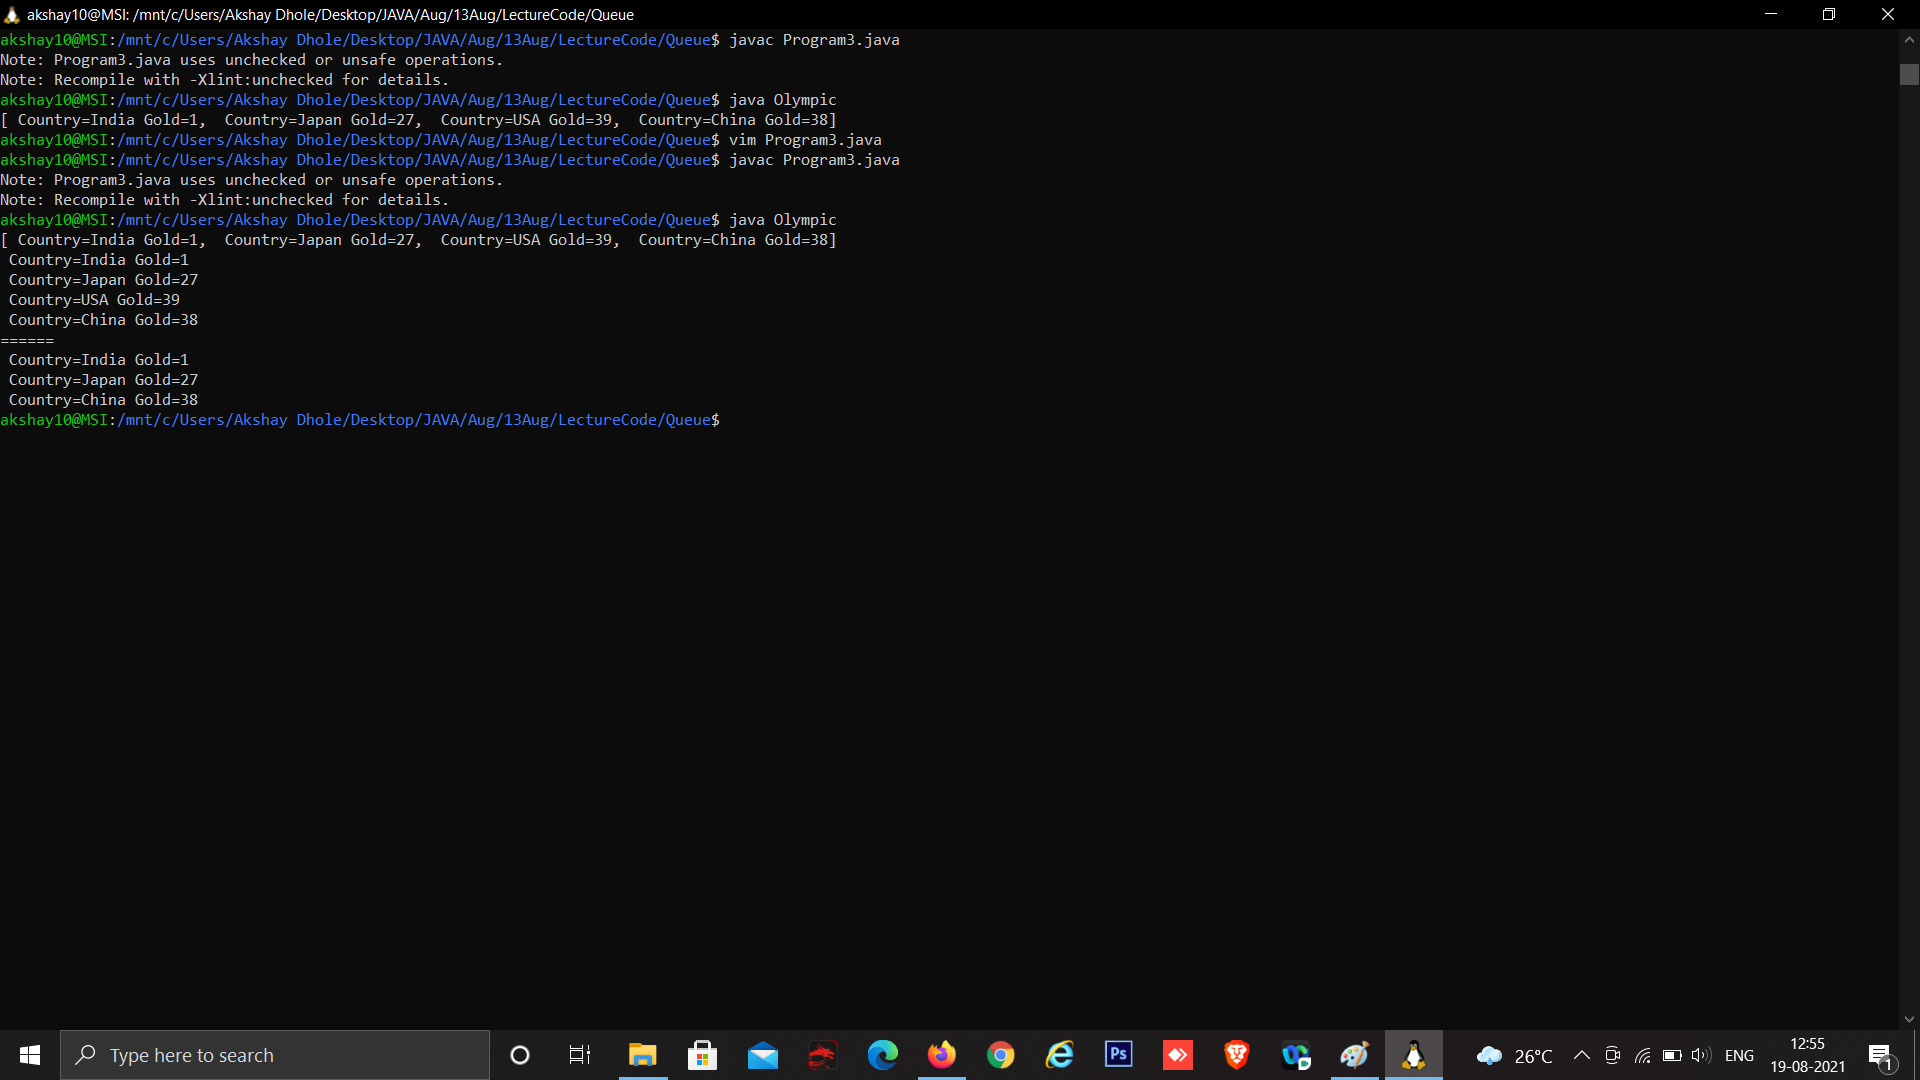 akshay10@MSI: /mnt/c/Users/Akshay Dhole/Desktop/JAVA/Aug/13Aug/LectureCode/Queue
akshay10@MSI:/mnt/c/Users/Akshay Dhole/Desktop/JAVA/Aug/13Aug/LectureCode/Queue$ javac Program3.java
Note: Program3.java uses unchecked or unsafe operations.
Note: Recompile with -Xlint:unchecked for details.
akshay10@MSI:/mnt/c/Users/Akshay Dhole/Desktop/JAVA/Aug/13Aug/LectureCode/Queue$ java Olympic
[ Country=India Gold=1,  Country=Japan Gold=27,  Country=USA Gold=39,  Country=China Gold=38]
akshay10@MSI:/mnt/c/Users/Akshay Dhole/Desktop/JAVA/Aug/13Aug/LectureCode/Queue$ vim Program3.java
akshay10@MSI:/mnt/c/Users/Akshay Dhole/Desktop/JAVA/Aug/13Aug/LectureCode/Queue$ javac Program3.java
Note: Program3.java uses unchecked or unsafe operations.
Note: Recompile with -Xlint:unchecked for details.
akshay10@MSI:/mnt/c/Users/Akshay Dhole/Desktop/JAVA/Aug/13Aug/LectureCode/Queue$ java Olympic
[ Country=India Gold=1,  Country=Japan Gold=27,  Country=USA Gold=39,  Country=China Gold=38]
 Country=India Gold=1
 Country=Japan Gold=27
 Country=USA Gold=39
 Country=China Gold=38
======
 Country=India Gold=1
 Country=Japan Gold=27
 Country=China Gold=38
akshay10@MSI:/mnt/c/Users/Akshay Dhole/Desktop/JAVA/Aug/13Aug/LectureCode/Queue$
Type here to search
Ps
26°C
ENG
12:55
19-08-2021
1